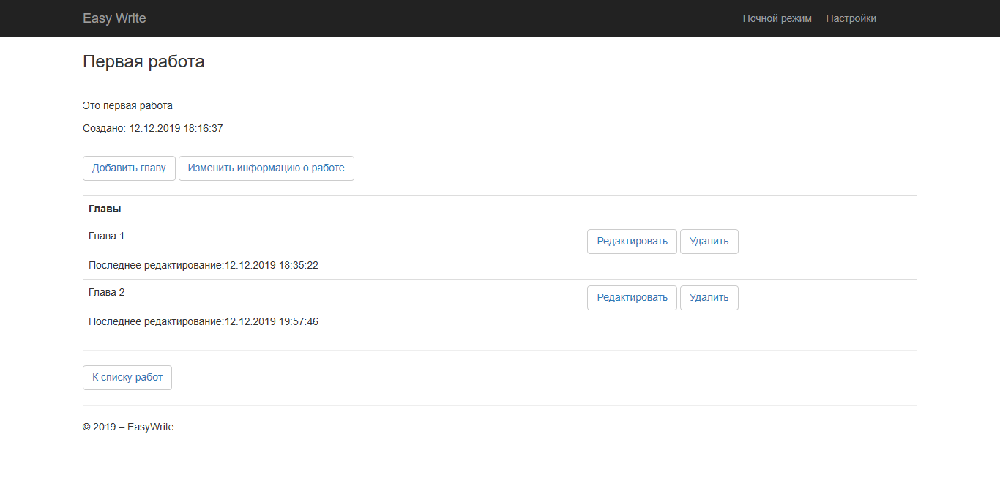 Easy Write Ночной режим Настройки
Первая работа
Это первая работа
Создано: 12.12.2019 18:16:37
Добавить главу Изменить информацию о работе
Главы
Глава 1 Редактировать Удалить
Последнее редактирование:12.12.2019 18:35:22
Глава 2 Редактировать Удалить
Последнее редактирование:12.12.2019 19:57:46
К списку работ
© 2019 – EasyWrite